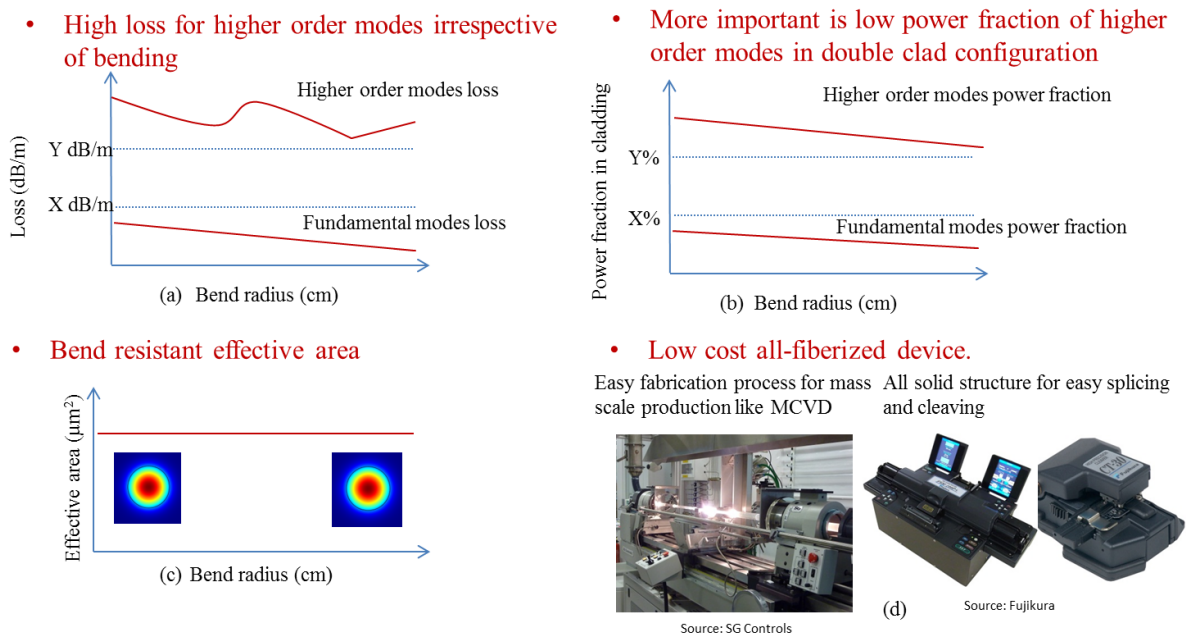 • High loss for higher order modes irrespective
of bending
Higher order modes loss
Loss (dB/m)
Y dB/m
X dB/m
Fundamental modes loss
(a) Bend radius (cm)
• More important is low power fraction of higher
order modes in double clad configuration
Higher order modes power fraction
Power fraction in cladding
Y%
X%
Fundamental modes power fraction
(b) Bend radius (cm)
• Bend resistant effective area
Effective area (µm²)
(c) Bend radius (cm)
• Low cost all-fiberized device.
Easy fabrication process for mass
scale production like MCVD
All solid structure for easy splicing
and cleaving
CT-30
(d)
Source: Fujikura
Source: SG Controls